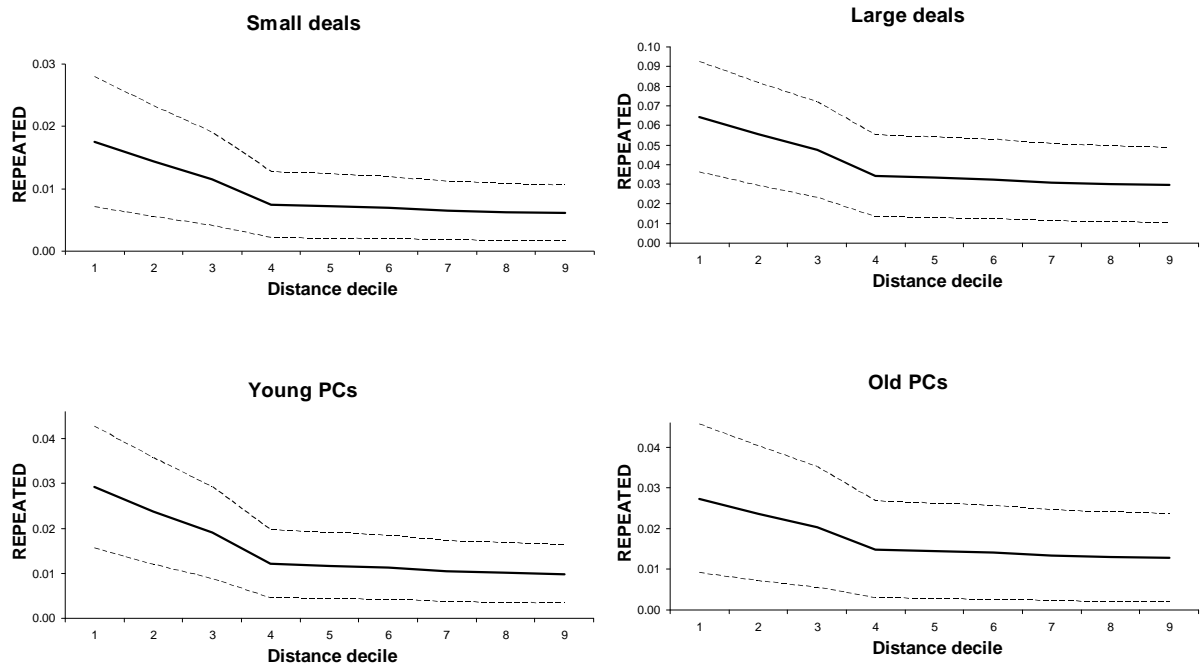 Small deals
REPEATED
0.03
0.02
0.01
0.00
1 2 3 4 5 6 7 8 9
Distance decile
Large deals
REPEATED
0.10
0.09
0.08
0.07
0.06
0.05
0.04
0.03
0.02
0.01
0.00
1 2 3 4 5 6 7 8 9
Distance decile
Young PCs
REPEATED
0.04
0.03
0.02
0.01
0.00
1 2 3 4 5 6 7 8 9
Distance decile
Old PCs
REPEATED
0.04
0.03
0.02
0.01
0.00
1 2 3 4 5 6 7 8 9
Distance decile